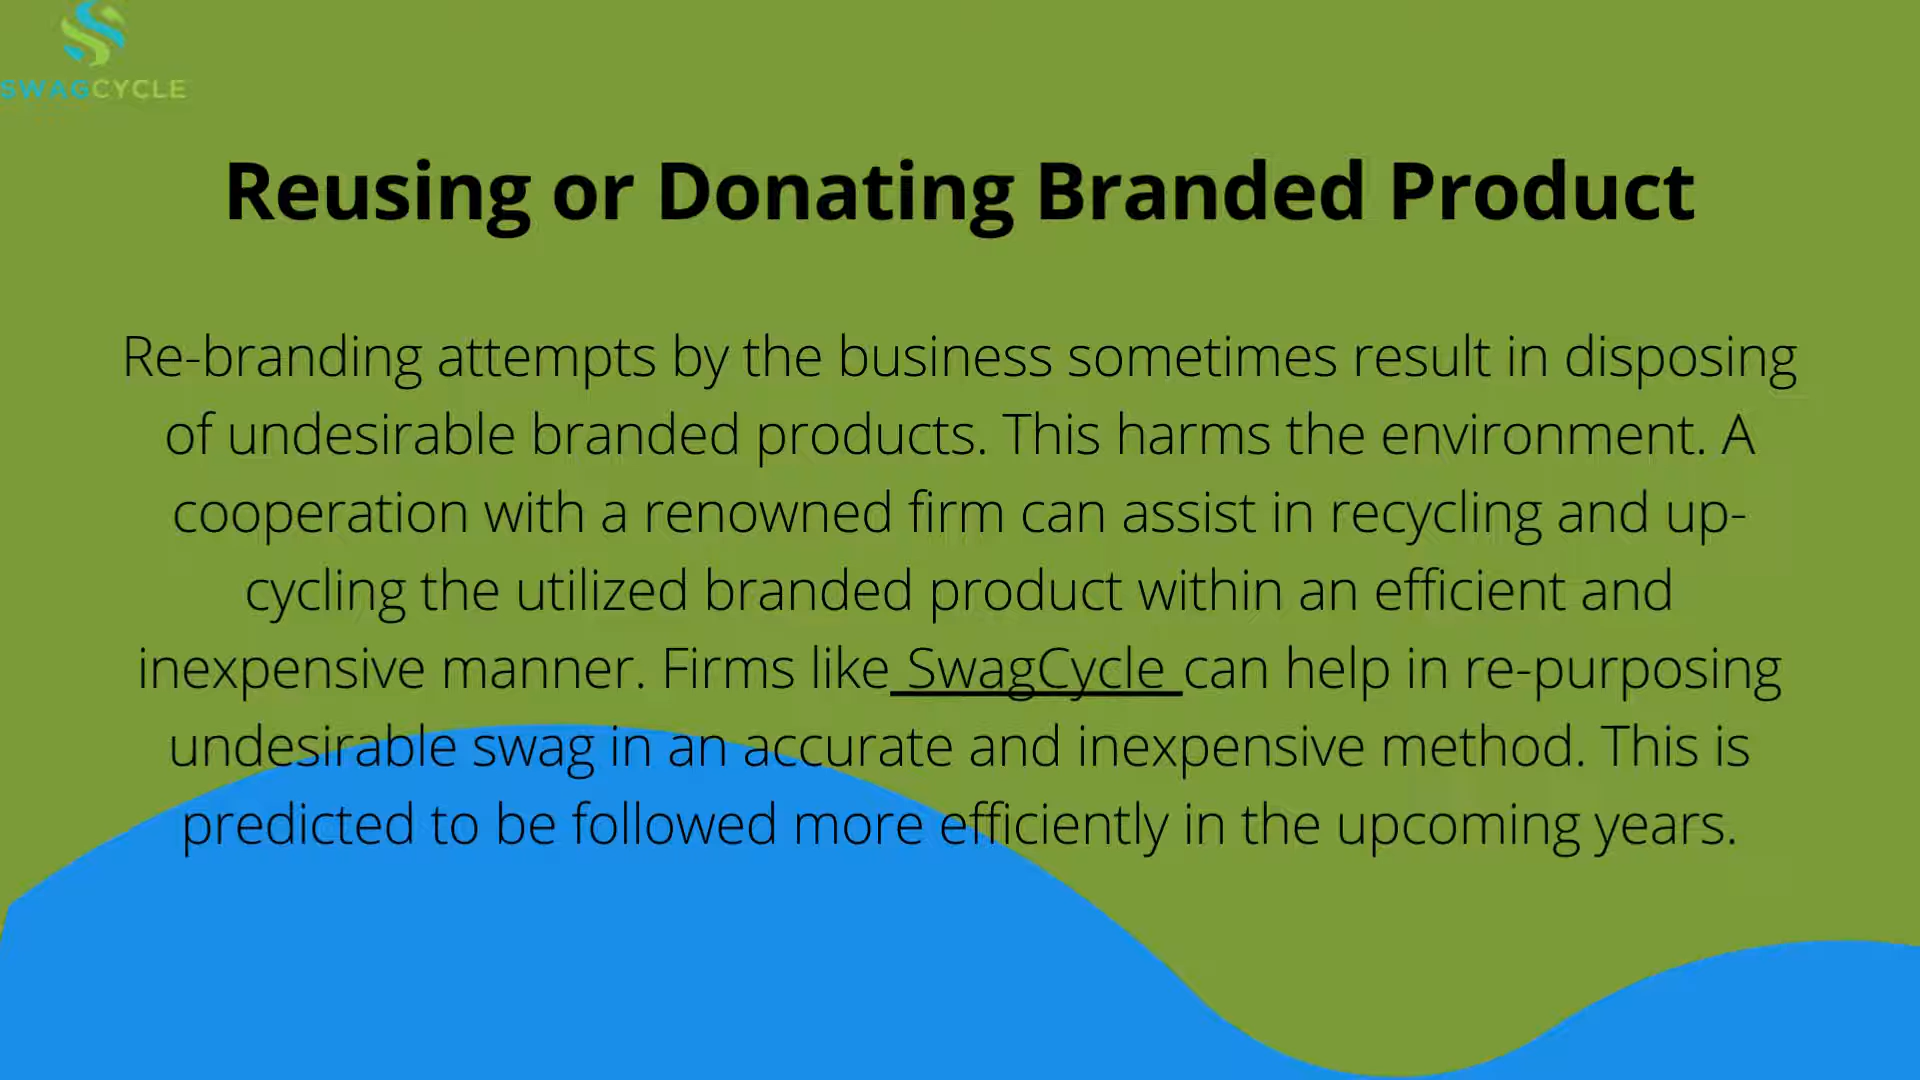 SWAGCYCLE
Reusing or Donating Branded Product
Re-branding attempts by the business sometimes result in disposing
of undesirable branded products. This harms the environment. A
cooperation with a renowned firm can assist in recycling and up-
cycling the utilized branded product within an efficient and
inexpensive manner. Firms like SwagCycle can help in re-purposing
undesirable swag in an accurate and inexpensive method. This is
predicted to be followed more efficiently in the upcoming years.